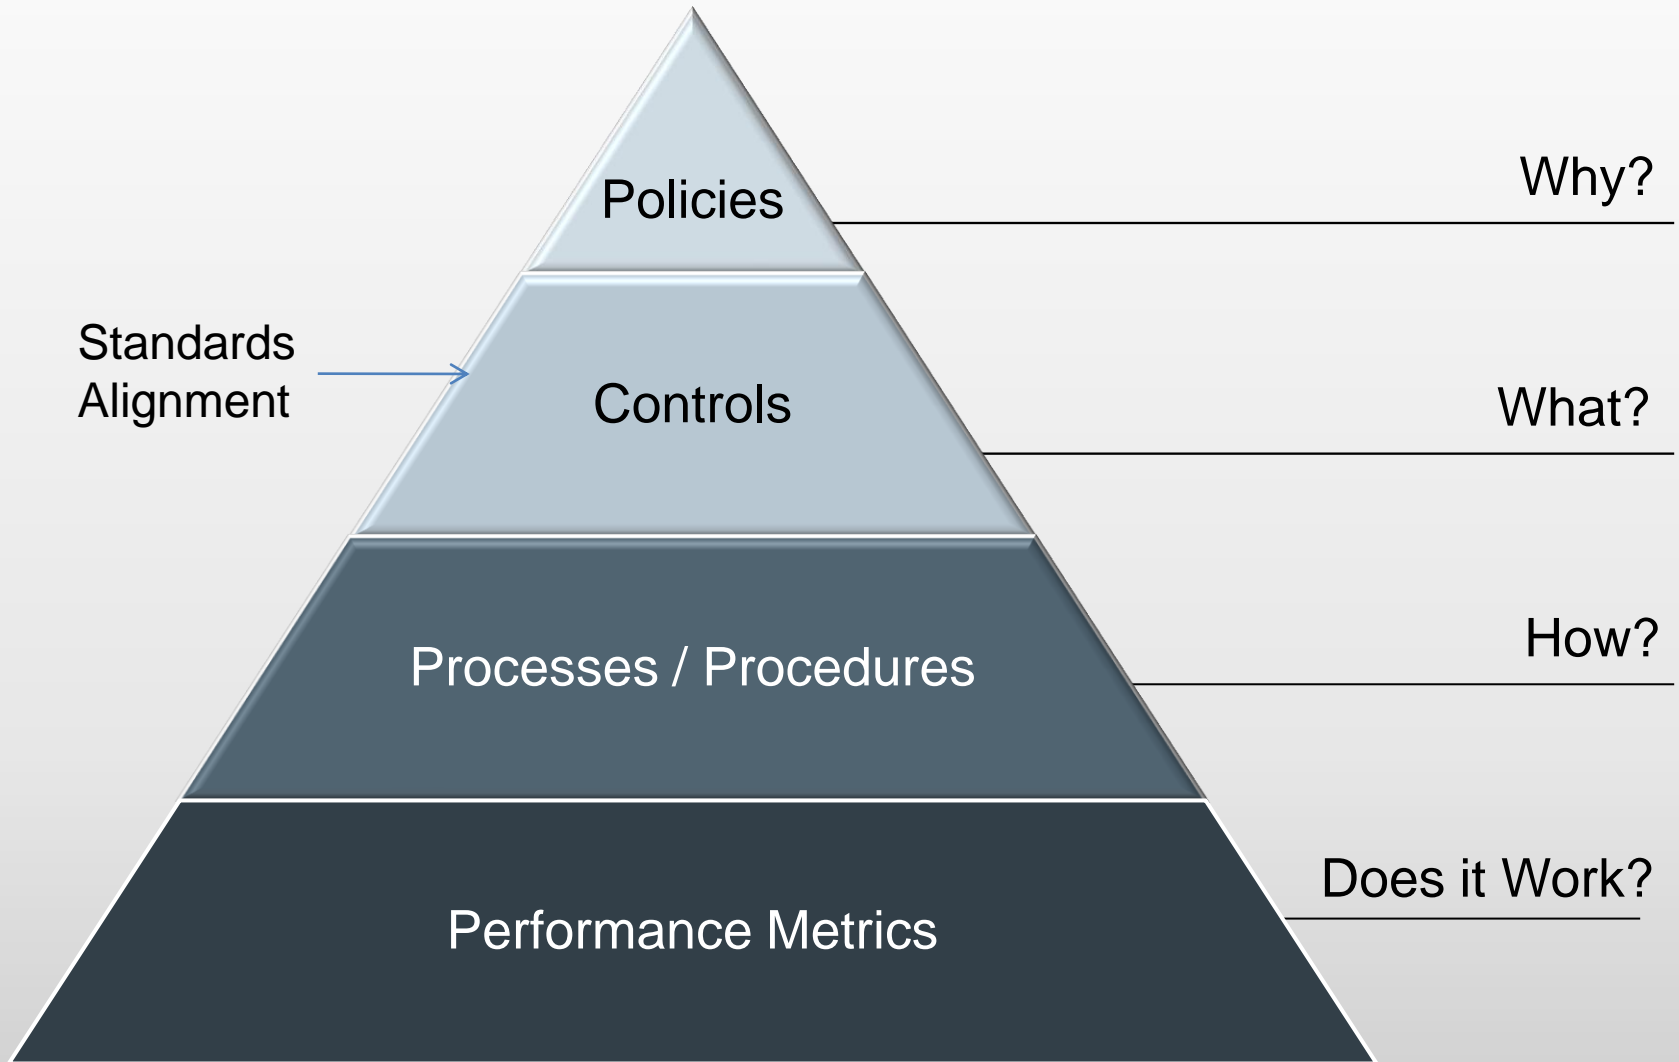 Policies
Why?
Standards
Alignment
Controls
What?
Processes / Procedures
How?
Performance Metrics
Does it Work?